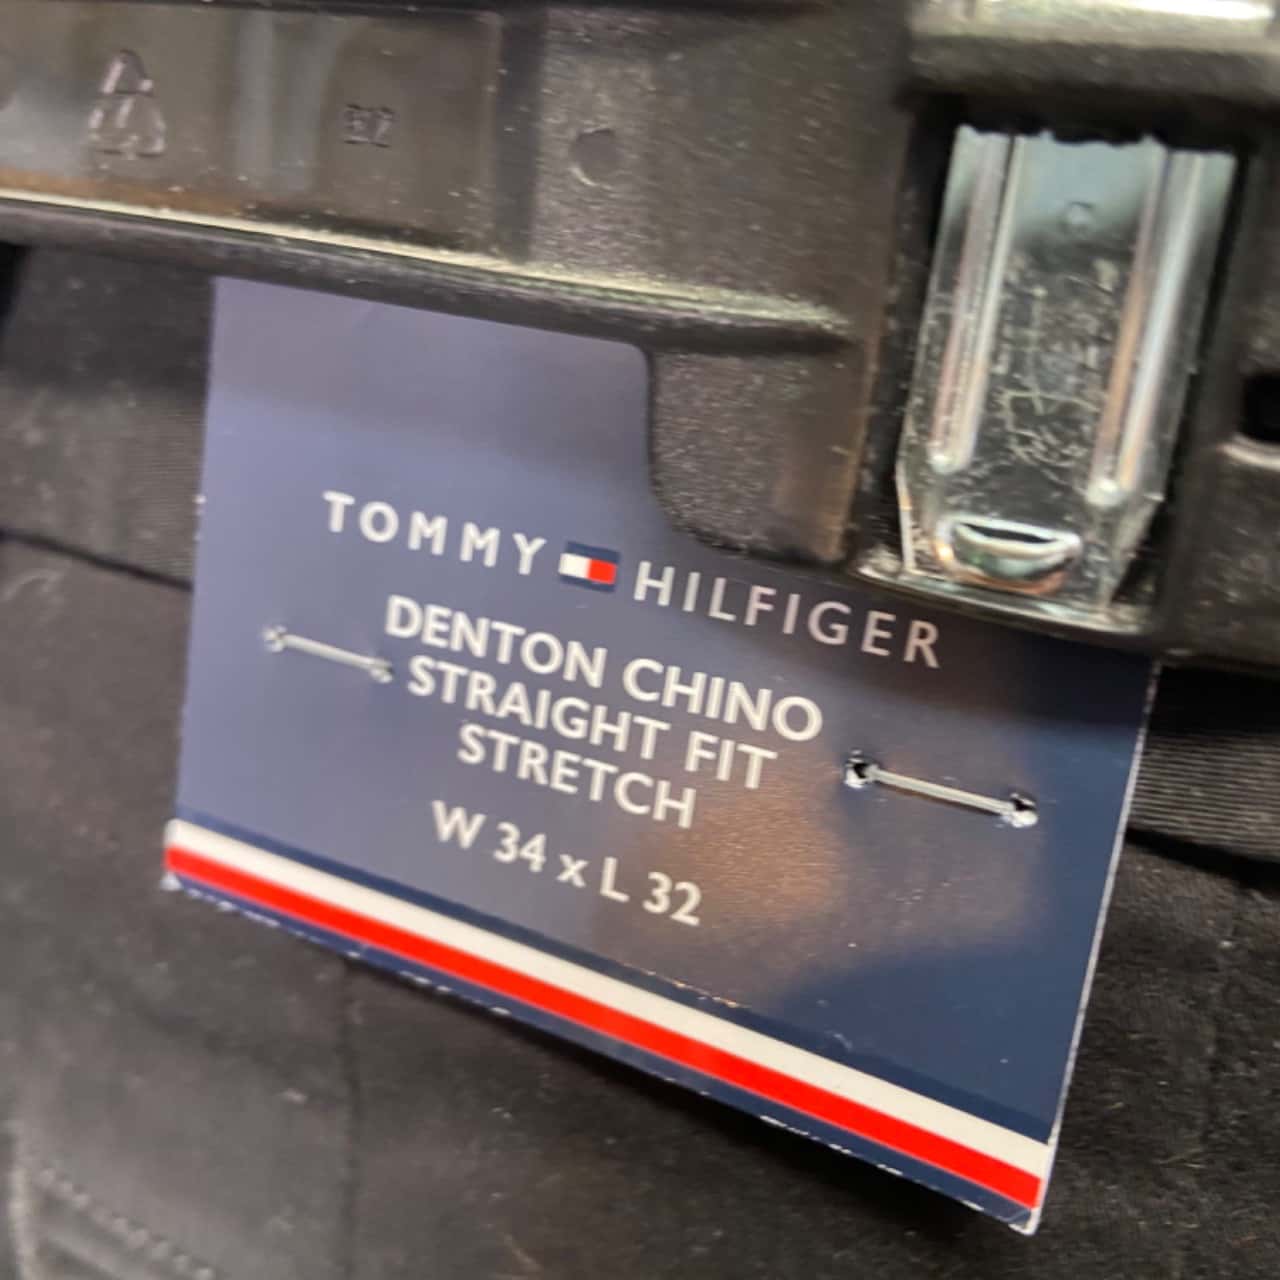 TOMMY HILFIGER
DENTON CHINO
STRAIGHT FIT
STRETCH
W 34 x L 32